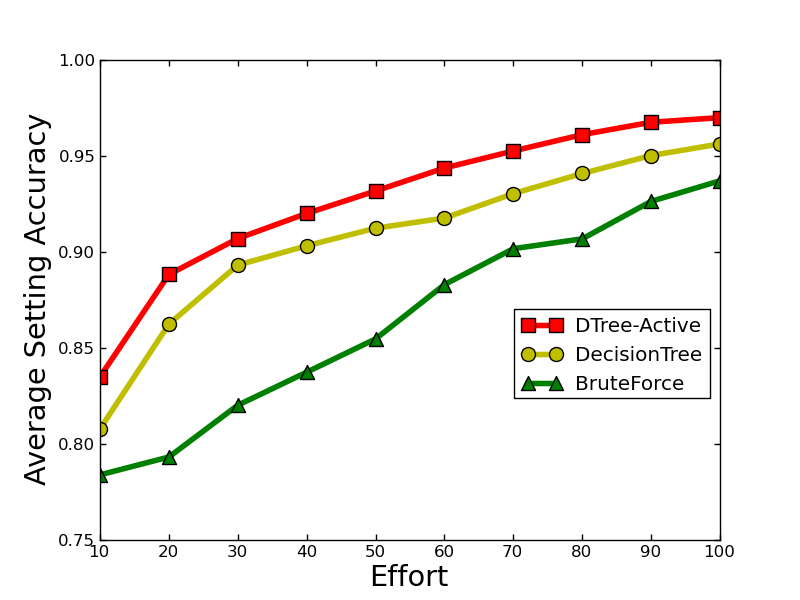 1.00
0.95
0.90
0.85
0.80
0.75
Average Setting Accuracy
DTree-Active
DecisionTree
BruteForce
10 20 30 40 50 60 70 80 90 100
Effort